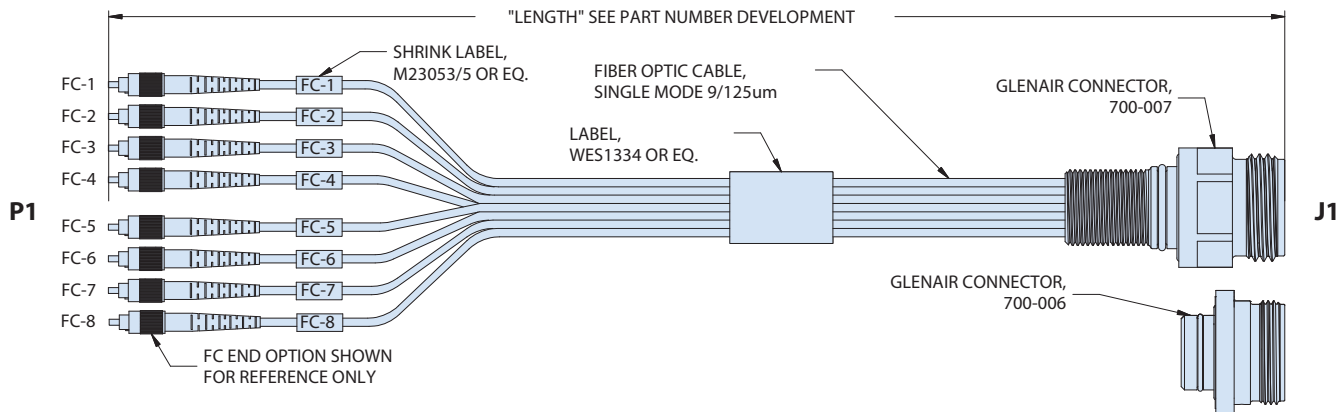 "LENGTH" SEE PART NUMBER DEVELOPMENT
SHRINK LABEL,
M23053/5 OR EQ.
FIBER OPTIC CABLE,
SINGLE MODE 9/125um
GLENAIR CONNECTOR,
700-007
LABEL,
WES1334 OR EQ.
FC-1
FC-1
FC-2
FC-2
FC-3
FC-3
FC-4
FC-4
P1
J1
FC-5
FC-5
FC-6
FC-6
FC-7
FC-7
FC-8
FC-8
GLENAIR CONNECTOR,
700-006
FC END OPTION SHOWN
FOR REFERENCE ONLY